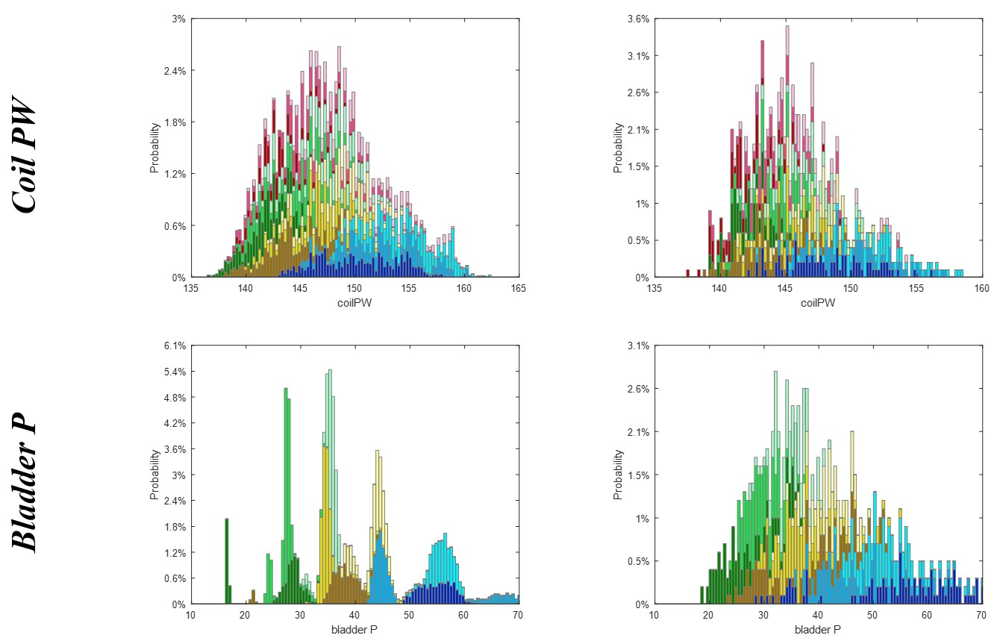 Coil PW
Probability
3%
2.4%
1.8%
1.2%
0.6%
0%
135 140 145 150 155 160 165
coilPW
Probability
3.6%
3.1%
2.6%
2.1%
1.5%
1%
0.5%
0%
135 140 145 150 155 160
coilPW
Bladder P
Probability
6.1%
5.4%
4.8%
4.2%
3.6%
3%
2.4%
1.8%
1.2%
0.6%
0%
10 20 30 40 50 60 70
bladder P
Probability
3.1%
2.6%
2.1%
1.5%
1%
0.5%
0%
10 20 30 40 50 60 70
bladder P